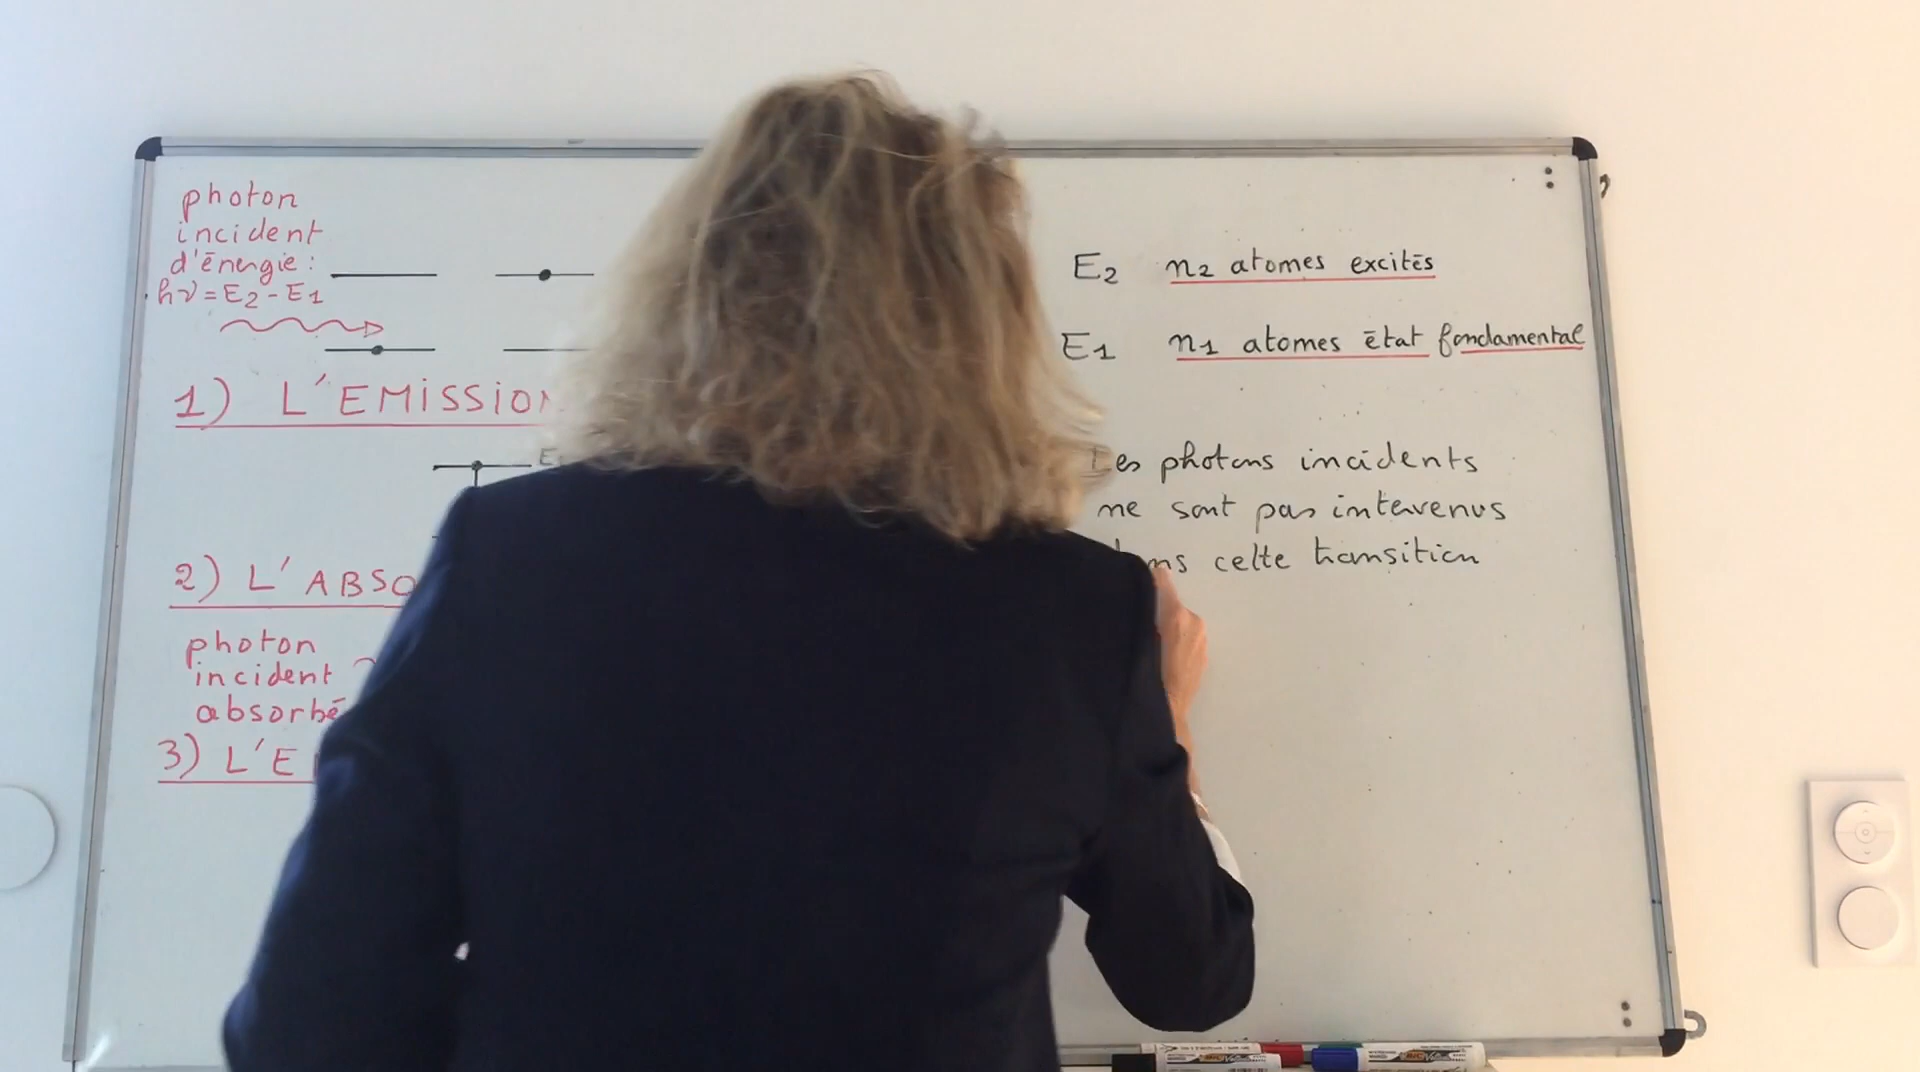 photon
incident
d'énergie :
hν = E2 - E1
E2 n2 atomes excités
E1 n1 atomes état fondamental
1) L'EMISSION
Les photons incidents
ne sont pas intervenus
cette transition
2) L'ABSO
photon
incident
absorbé
3) L'E